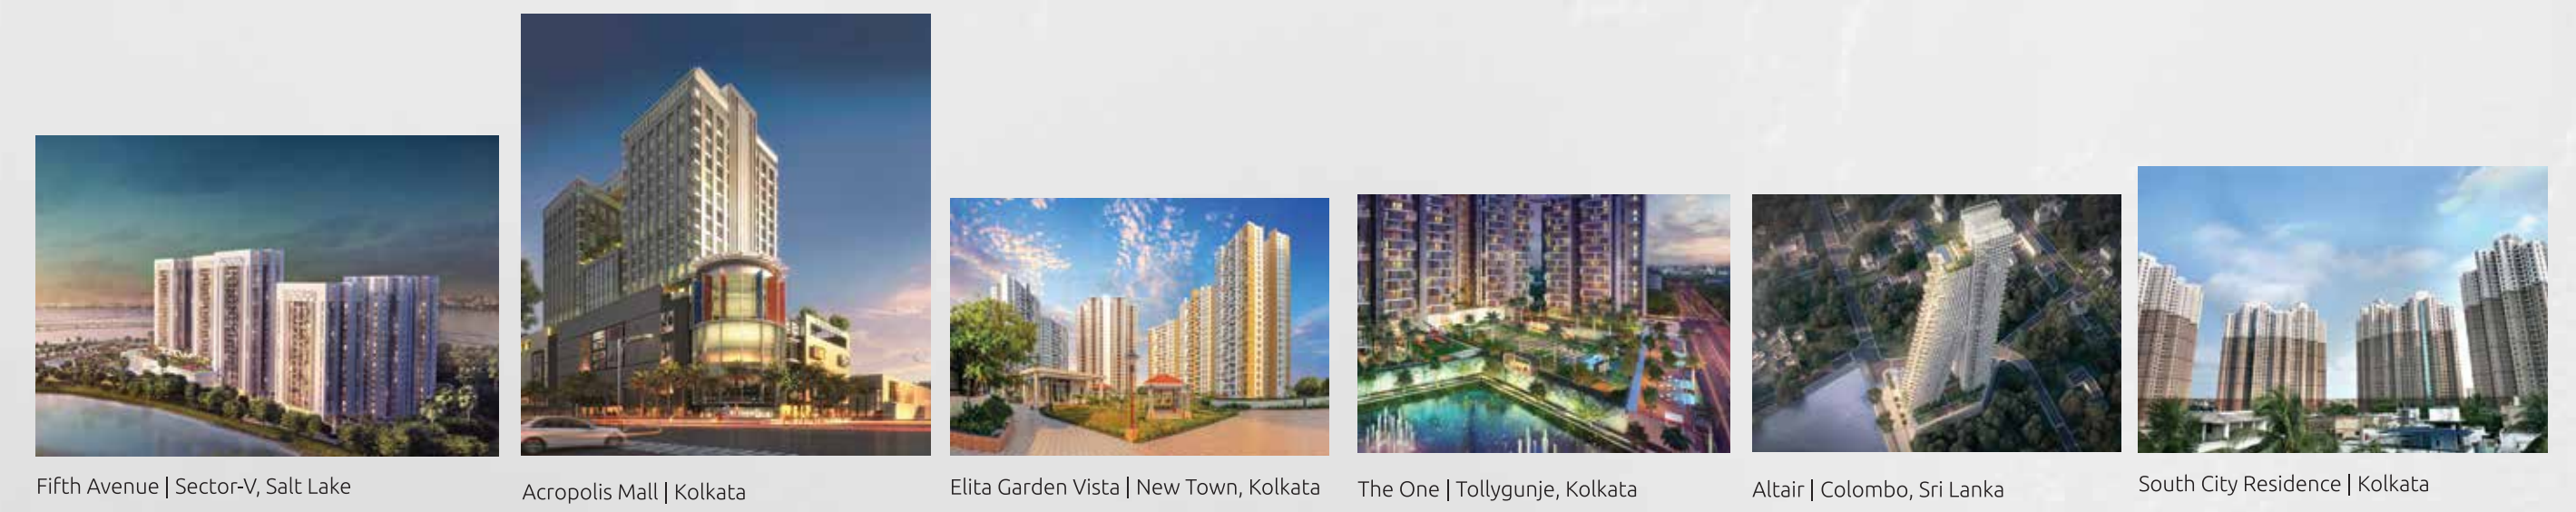 Fifth Avenue | Sector-V, Salt Lake
Acropolis Mall | Kolkata
Elita Garden Vista | New Town, Kolkata
The One | Tollygunje, Kolkata
Altair | Colombo, Sri Lanka
South City Residence | Kolkata